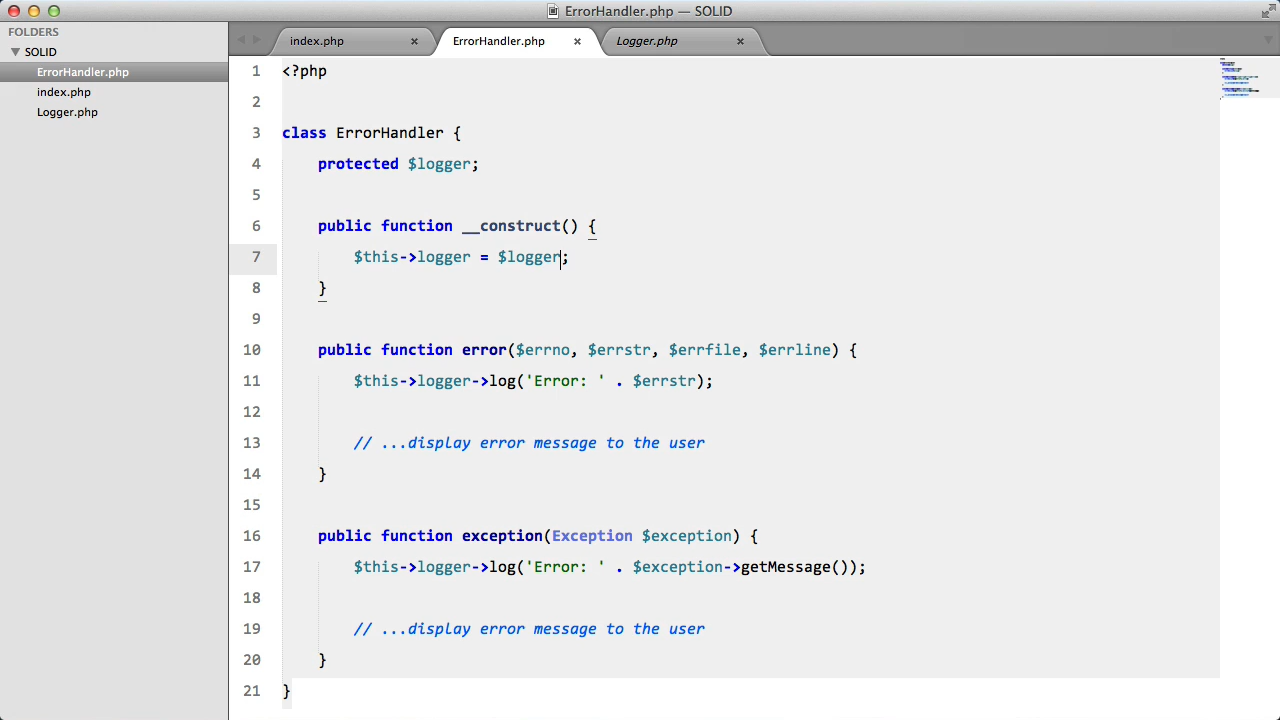 ErrorHandler.php — SOLID
FOLDERS
SOLID
ErrorHandler.php
index.php
Logger.php
index.php
ErrorHandler.php
Logger.php
1 <?php
2
3 class ErrorHandler {
4 protected $logger;
5
6 public function __construct() {
7 $this->logger = $logger;
8 }
9
10 public function error($errno, $errstr, $errfile, $errline) {
11 $this->logger->log('Error: ' . $errstr);
12
13 // ...display error message to the user
14 }
15
16 public function exception(Exception $exception) {
17 $this->logger->log('Error: ' . $exception->getMessage());
18
19 // ...display error message to the user
20 }
21 }